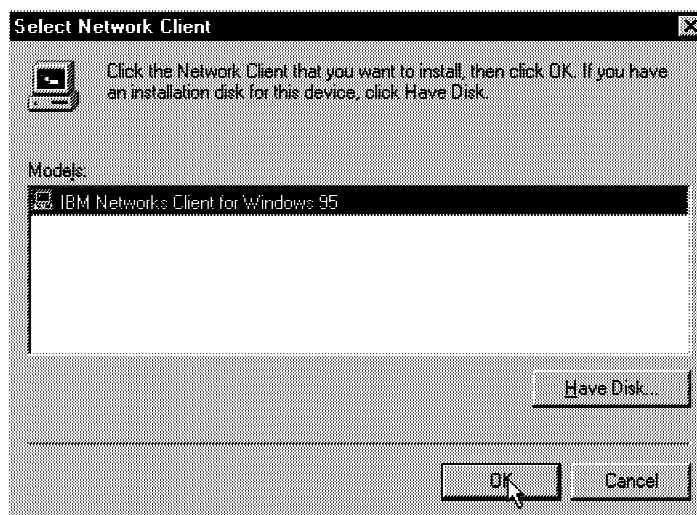 Select Network Client
Click the Network Client that you want to install, then click OK. If you have
an installation disk for this device, click Have Disk.
Models:
IBM Networks Client for Windows 95
Have Disk...
OK
Cancel